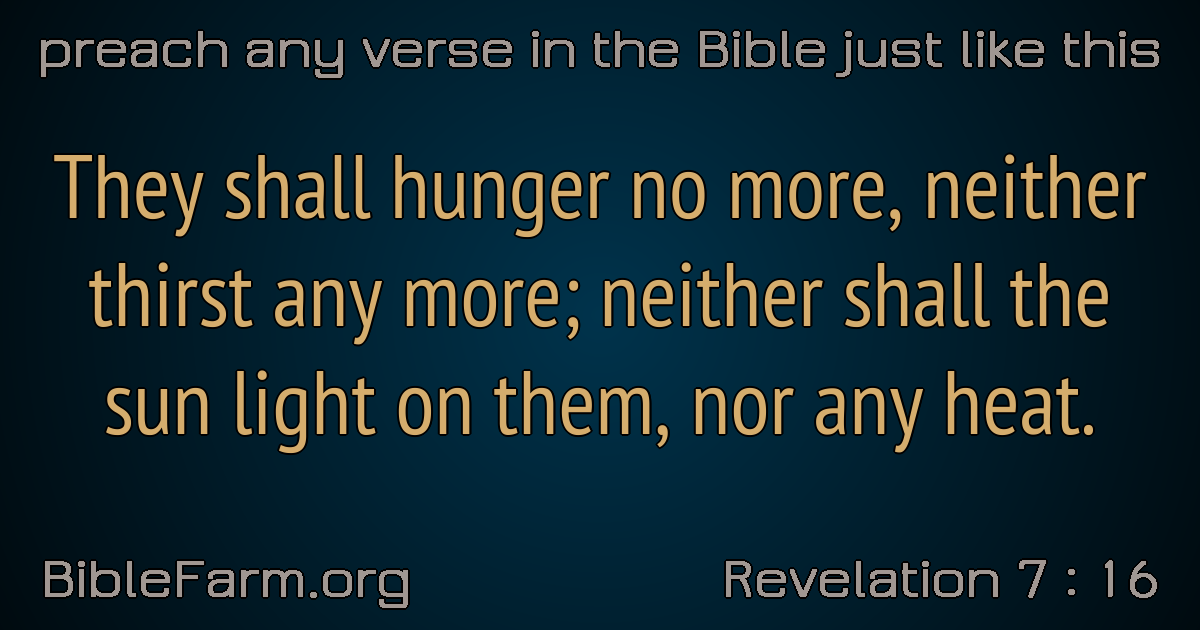 preach any verse in the Bible just like this
They shall hunger no more, neither
thirst any more; neither shall the
sun light on them, nor any heat.
BibleFarm.org
Revelation 7 : 16